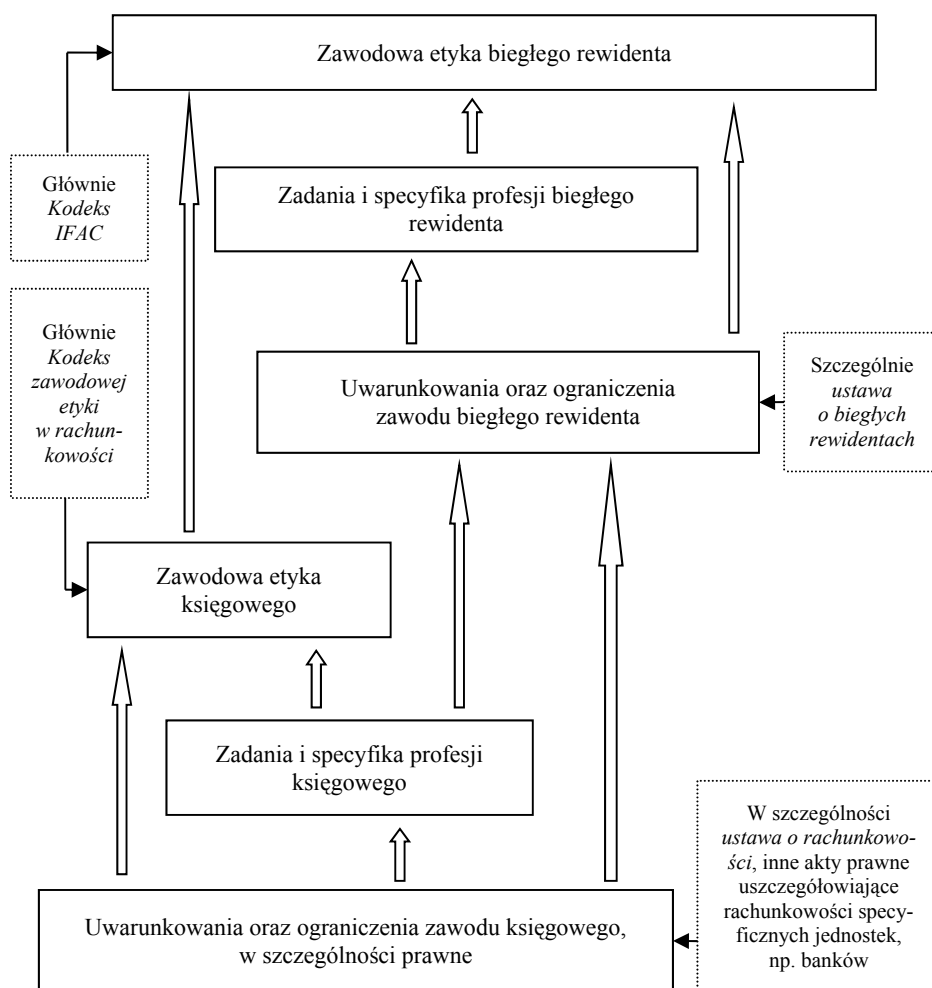 Zawodowa etyka biegłego rewidenta
Głównie
Kodeks
IFAC
Zadania i specyfika profesji biegłego
rewidenta
Głównie
Kodeks
zawodowej
etyki
w rachun-
kowości
Uwarunkowania oraz ograniczenia
zawodu biegłego rewidenta
Szczególnie
ustawa
o biegłych
rewidentach
Zawodowa etyka
księgowego
Zadania i specyfika profesji
księgowego
W szczególności
ustawa o rachunkowo-
ści, inne akty prawne
uszczegółowiające
rachunkowości specy-
ficznych jednostek,
np. banków
Uwarunkowania oraz ograniczenia zawodu księgowego,
w szczególności prawne